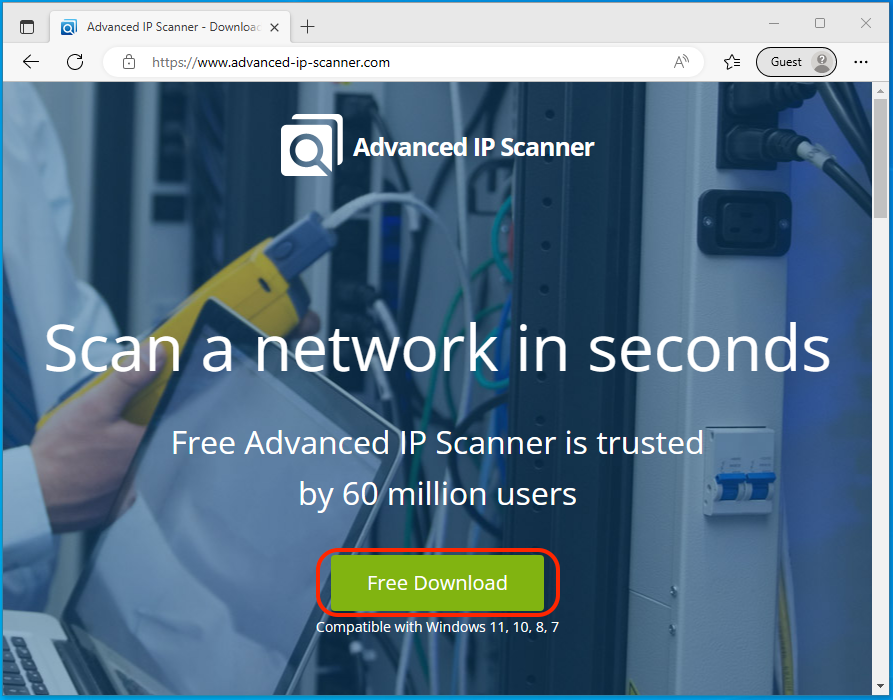 Advanced IP Scanner - Downloa
https://www.advanced-ip-scanner.com
Guest
Advanced IP Scanner
Scan a network in seconds
Free Advanced IP Scanner is trusted
by 60 million users
Free Download
Compatible with Windows 11, 10, 8, 7